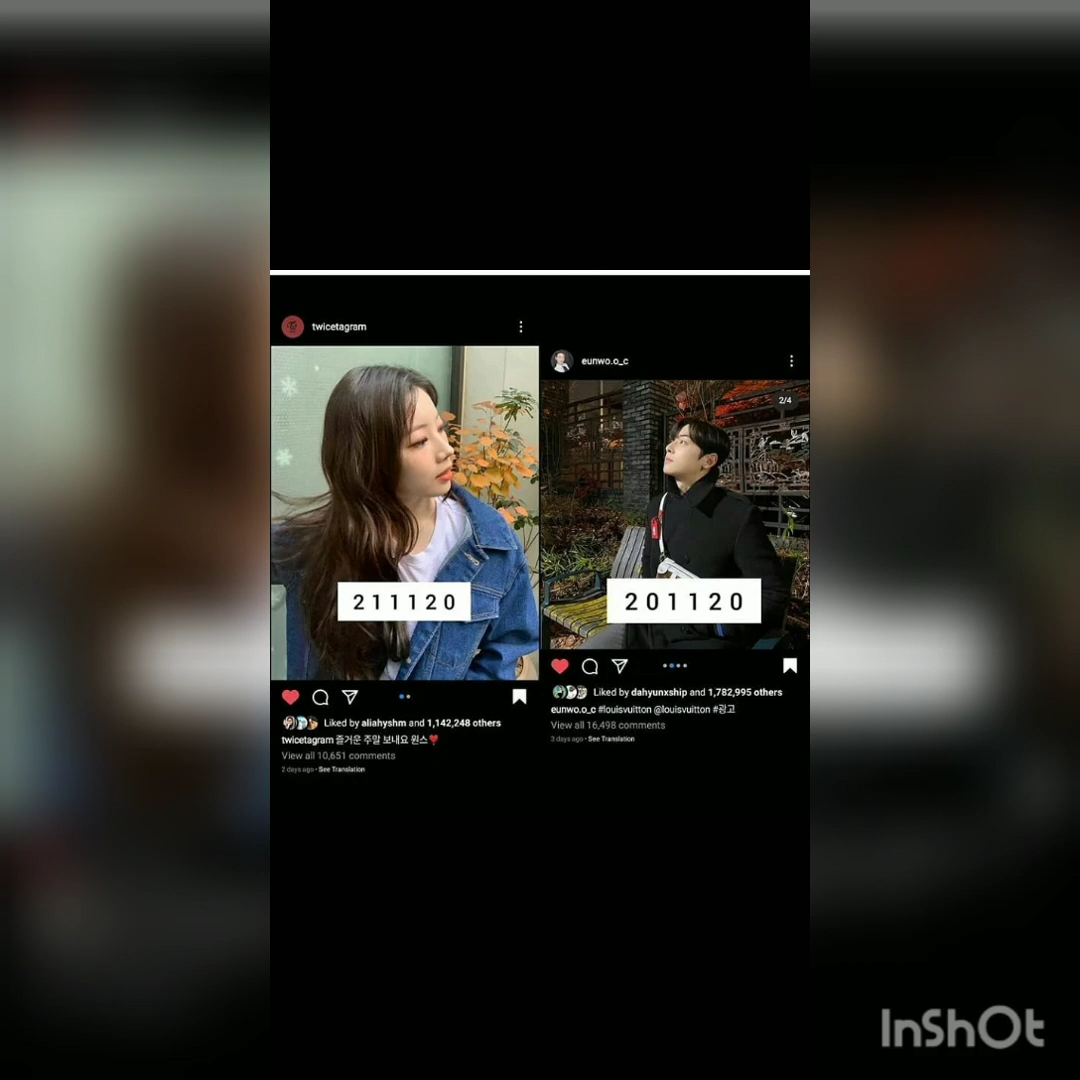 twicetagram
211120
Liked by aliahyshm and 1,142,248 others
twicetagram 즐거운 주말 보내요 원스❣️
View all 10,651 comments
2 days ago • See Translation
eunwo.o_c
2/4
201120
Liked by dahyunxship and 1,782,995 others
eunwo.o_c #louisvuitton @louisvuitton #광고
View all 16,498 comments
3 days ago • See Translation
InShOt